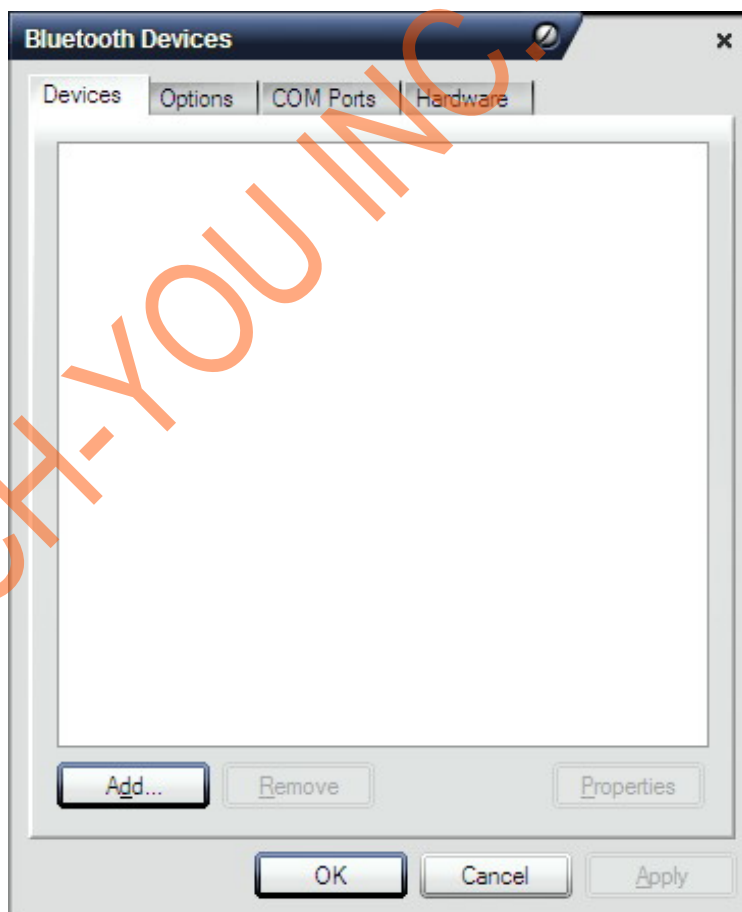 Bluetooth Devices
Devices
Options
COM Ports
Hardware
Add...
Remove
Properties
OK
Cancel
Apply
CH-YOU INC.